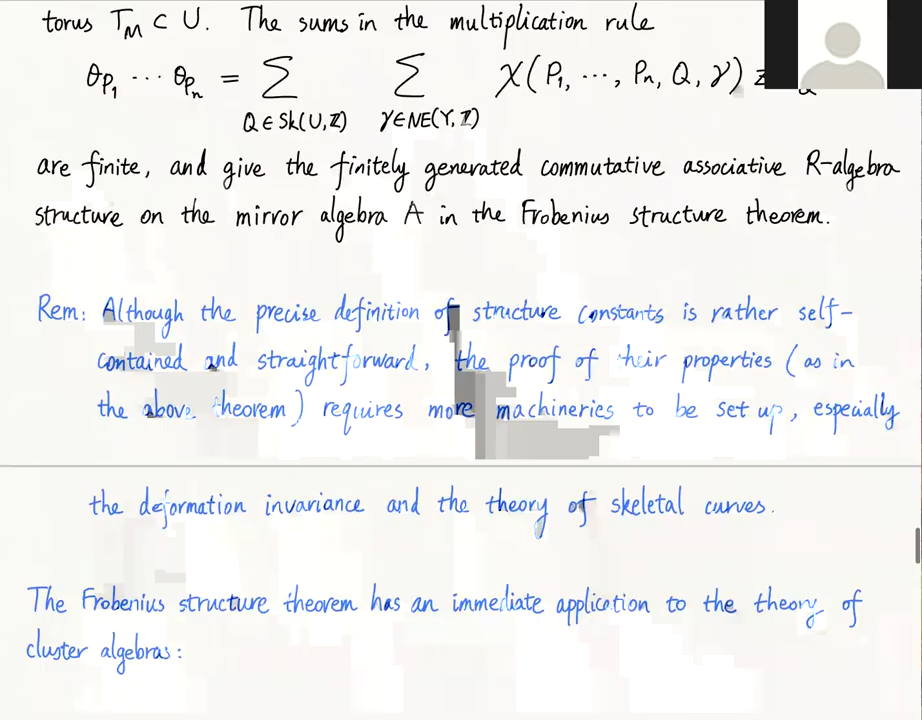 torus T_M ⊂ U. The sums in the multiplication rule
θ_{P_1} ⋯ θ_{P_n} = ∑_{Q∈Sk(U,ℤ)} ∑_{γ∈NE(Y,ℤ)} χ(P_1, ⋯, P_n, Q, γ) z
are finite, and give the finitely generated commutative associative R-algebra
structure on the mirror algebra A in the Frobenius structure theorem.
Rem: Although the precise definition of structure constants is rather self-
contained and straightforward, the proof of their properties (as in
the above theorem) requires more machineries to be set up, especially
the deformation invariance and the theory of skeletal curves.
The Frobenius structure theorem has an immediate application to the theory of
cluster algebras: